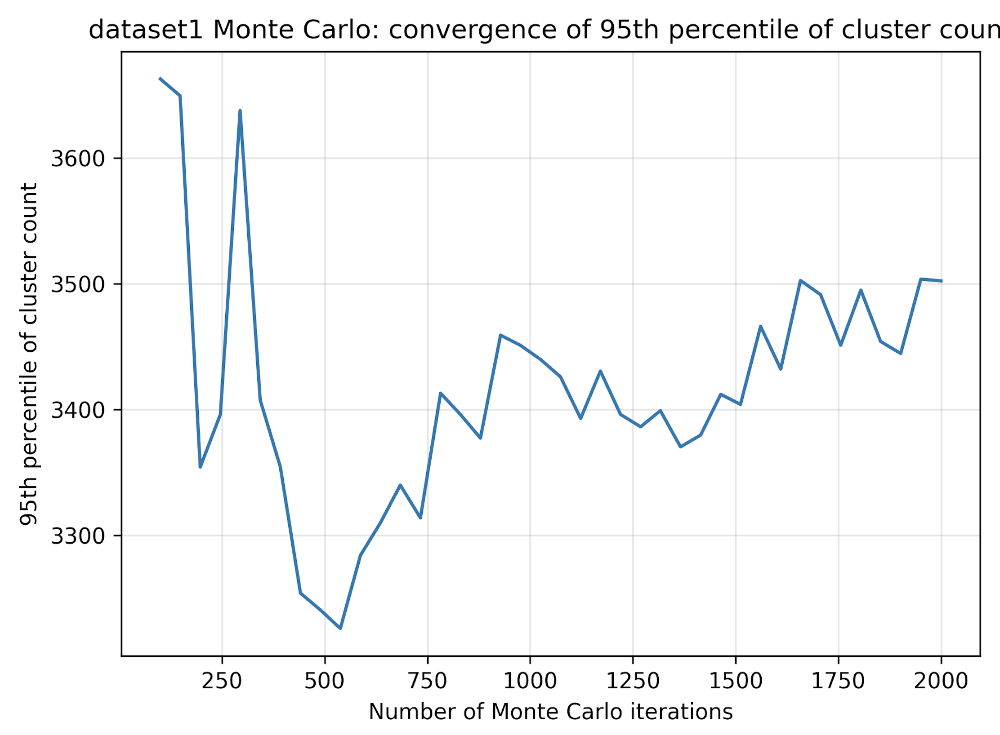 dataset1 Monte Carlo: convergence of 95th percentile of cluster coun
95th percentile of cluster count
3600
3500
3400
3300
250 500 750 1000 1250 1500 1750 2000
Number of Monte Carlo iterations